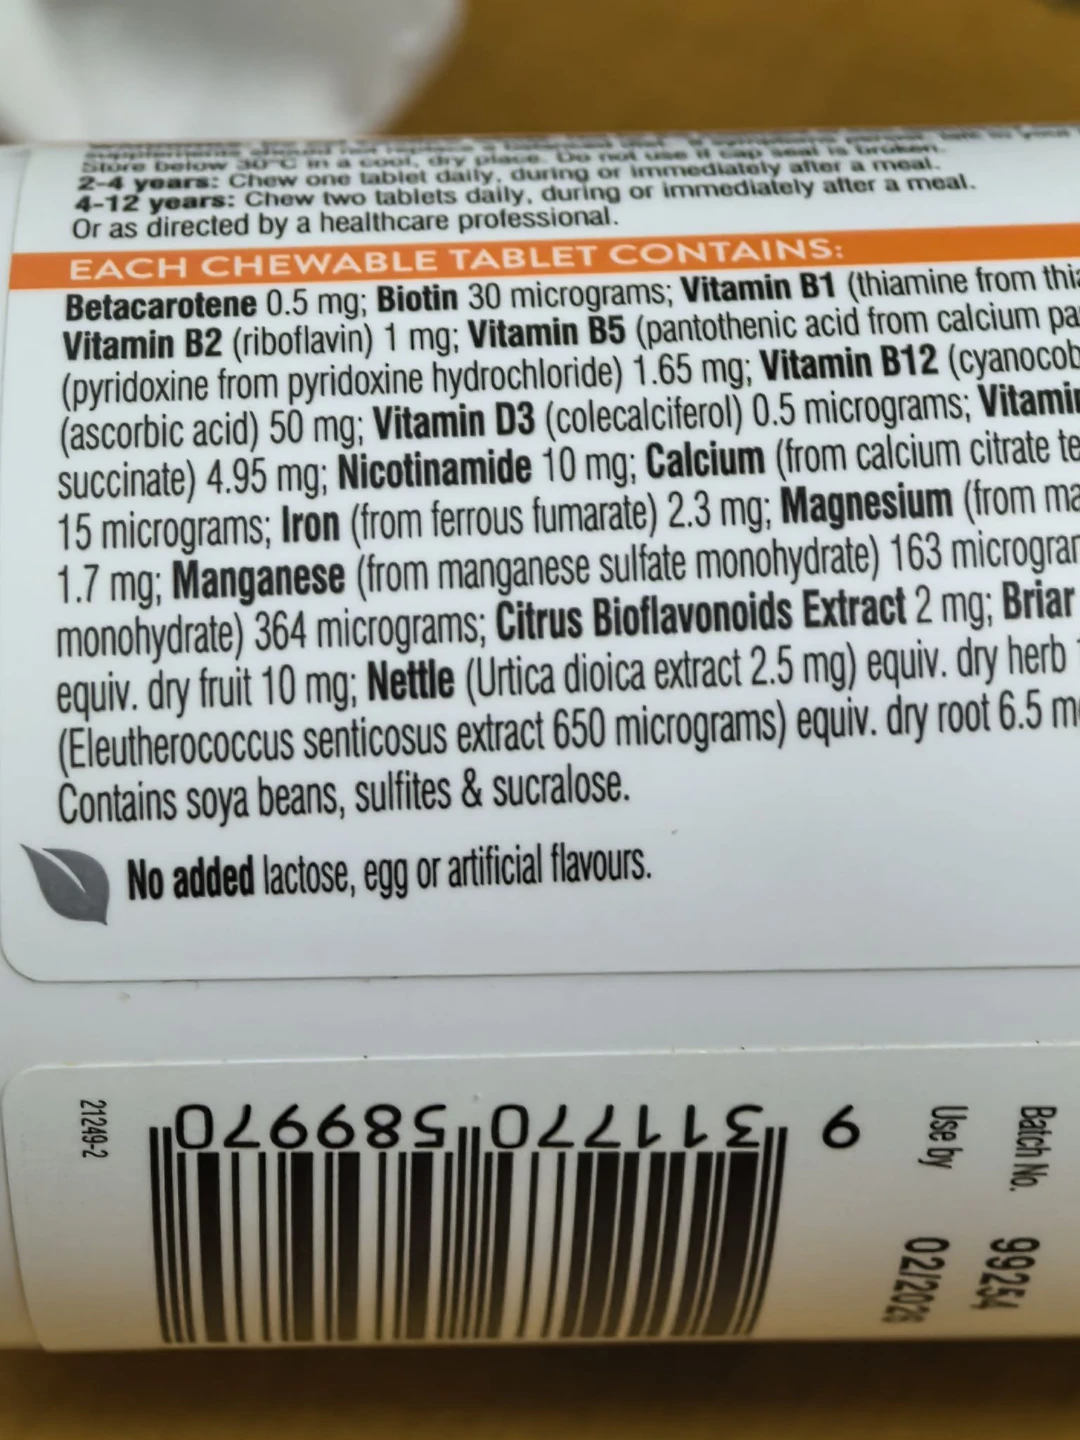 supplements should not replace a balanced diet.
Store below 30°C in a cool, dry place. Do not use if cap seal is broken.
2-4 years: Chew one tablet daily, during or immediately after a meal.
4-12 years: Chew two tablets daily, during or immediately after a meal.
Or as directed by a healthcare professional.
EACH CHEWABLE TABLET CONTAINS:
Betacarotene 0.5 mg; Biotin 30 micrograms; Vitamin B1 (thiamine from thia
Vitamin B2 (riboflavin) 1 mg; Vitamin B5 (pantothenic acid from calcium pa
(pyridoxine from pyridoxine hydrochloride) 1.65 mg; Vitamin B12 (cyanocob
(ascorbic acid) 50 mg; Vitamin D3 (colecalciferol) 0.5 micrograms; Vitamin
succinate) 4.95 mg; Nicotinamide 10 mg; Calcium (from calcium citrate te
15 micrograms; Iron (from ferrous fumarate) 2.3 mg; Magnesium (from ma
1.7 mg; Manganese (from manganese sulfate monohydrate) 163 microgram
monohydrate) 364 micrograms; Citrus Bioflavonoids Extract 2 mg; Briar
equiv. dry fruit 10 mg; Nettle (Urtica dioica extract 2.5 mg) equiv. dry herb
(Eleutherococcus senticosus extract 650 micrograms) equiv. dry root 6.5 m
Contains soya beans, sulfites & sucralose.
No added lactose, egg or artificial flavours.
21249-2
9 311770 589970
Batch No. 99254
Use by 02/2026